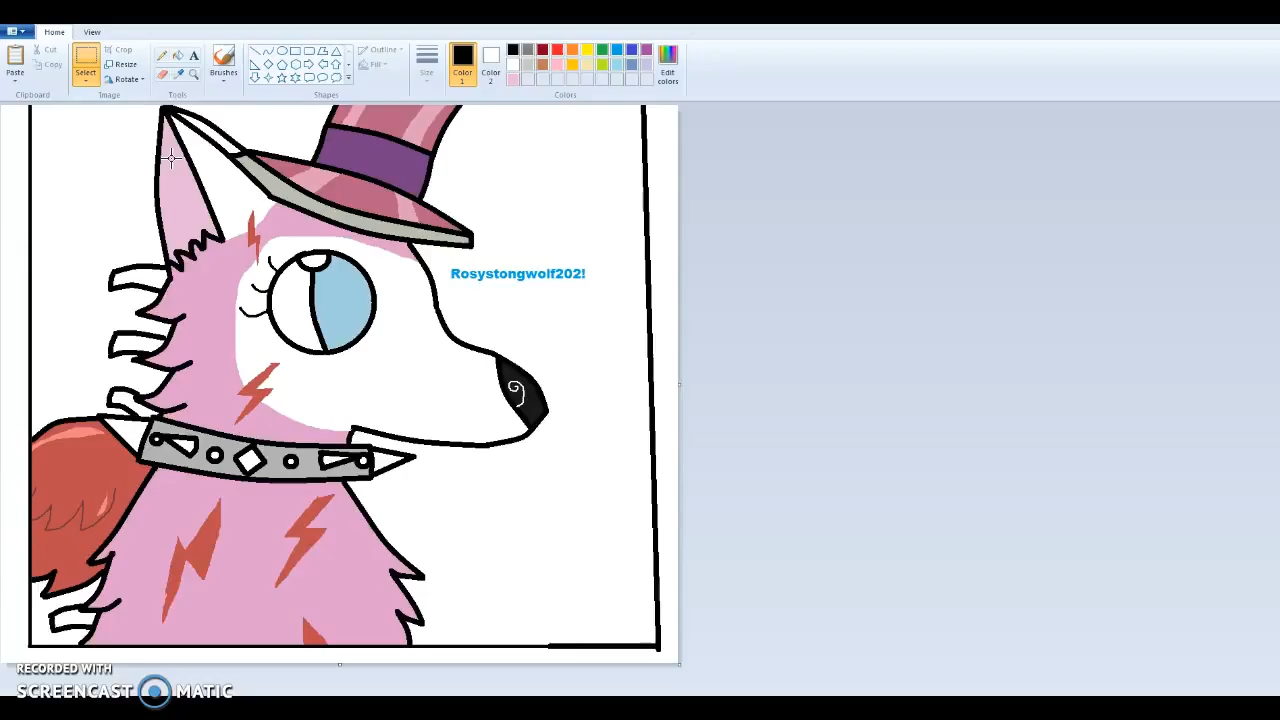 Home View
Paste
Cut
Copy
Clipboard
Select
Crop
Resize
Rotate
Image
A
Tools
Brushes
Shapes
Outline
Fill
Size
Color 1
Color 2
Edit colors
Colors
Rosystongwolf202!
RECORDED WITH
SCREENCAST MATIC